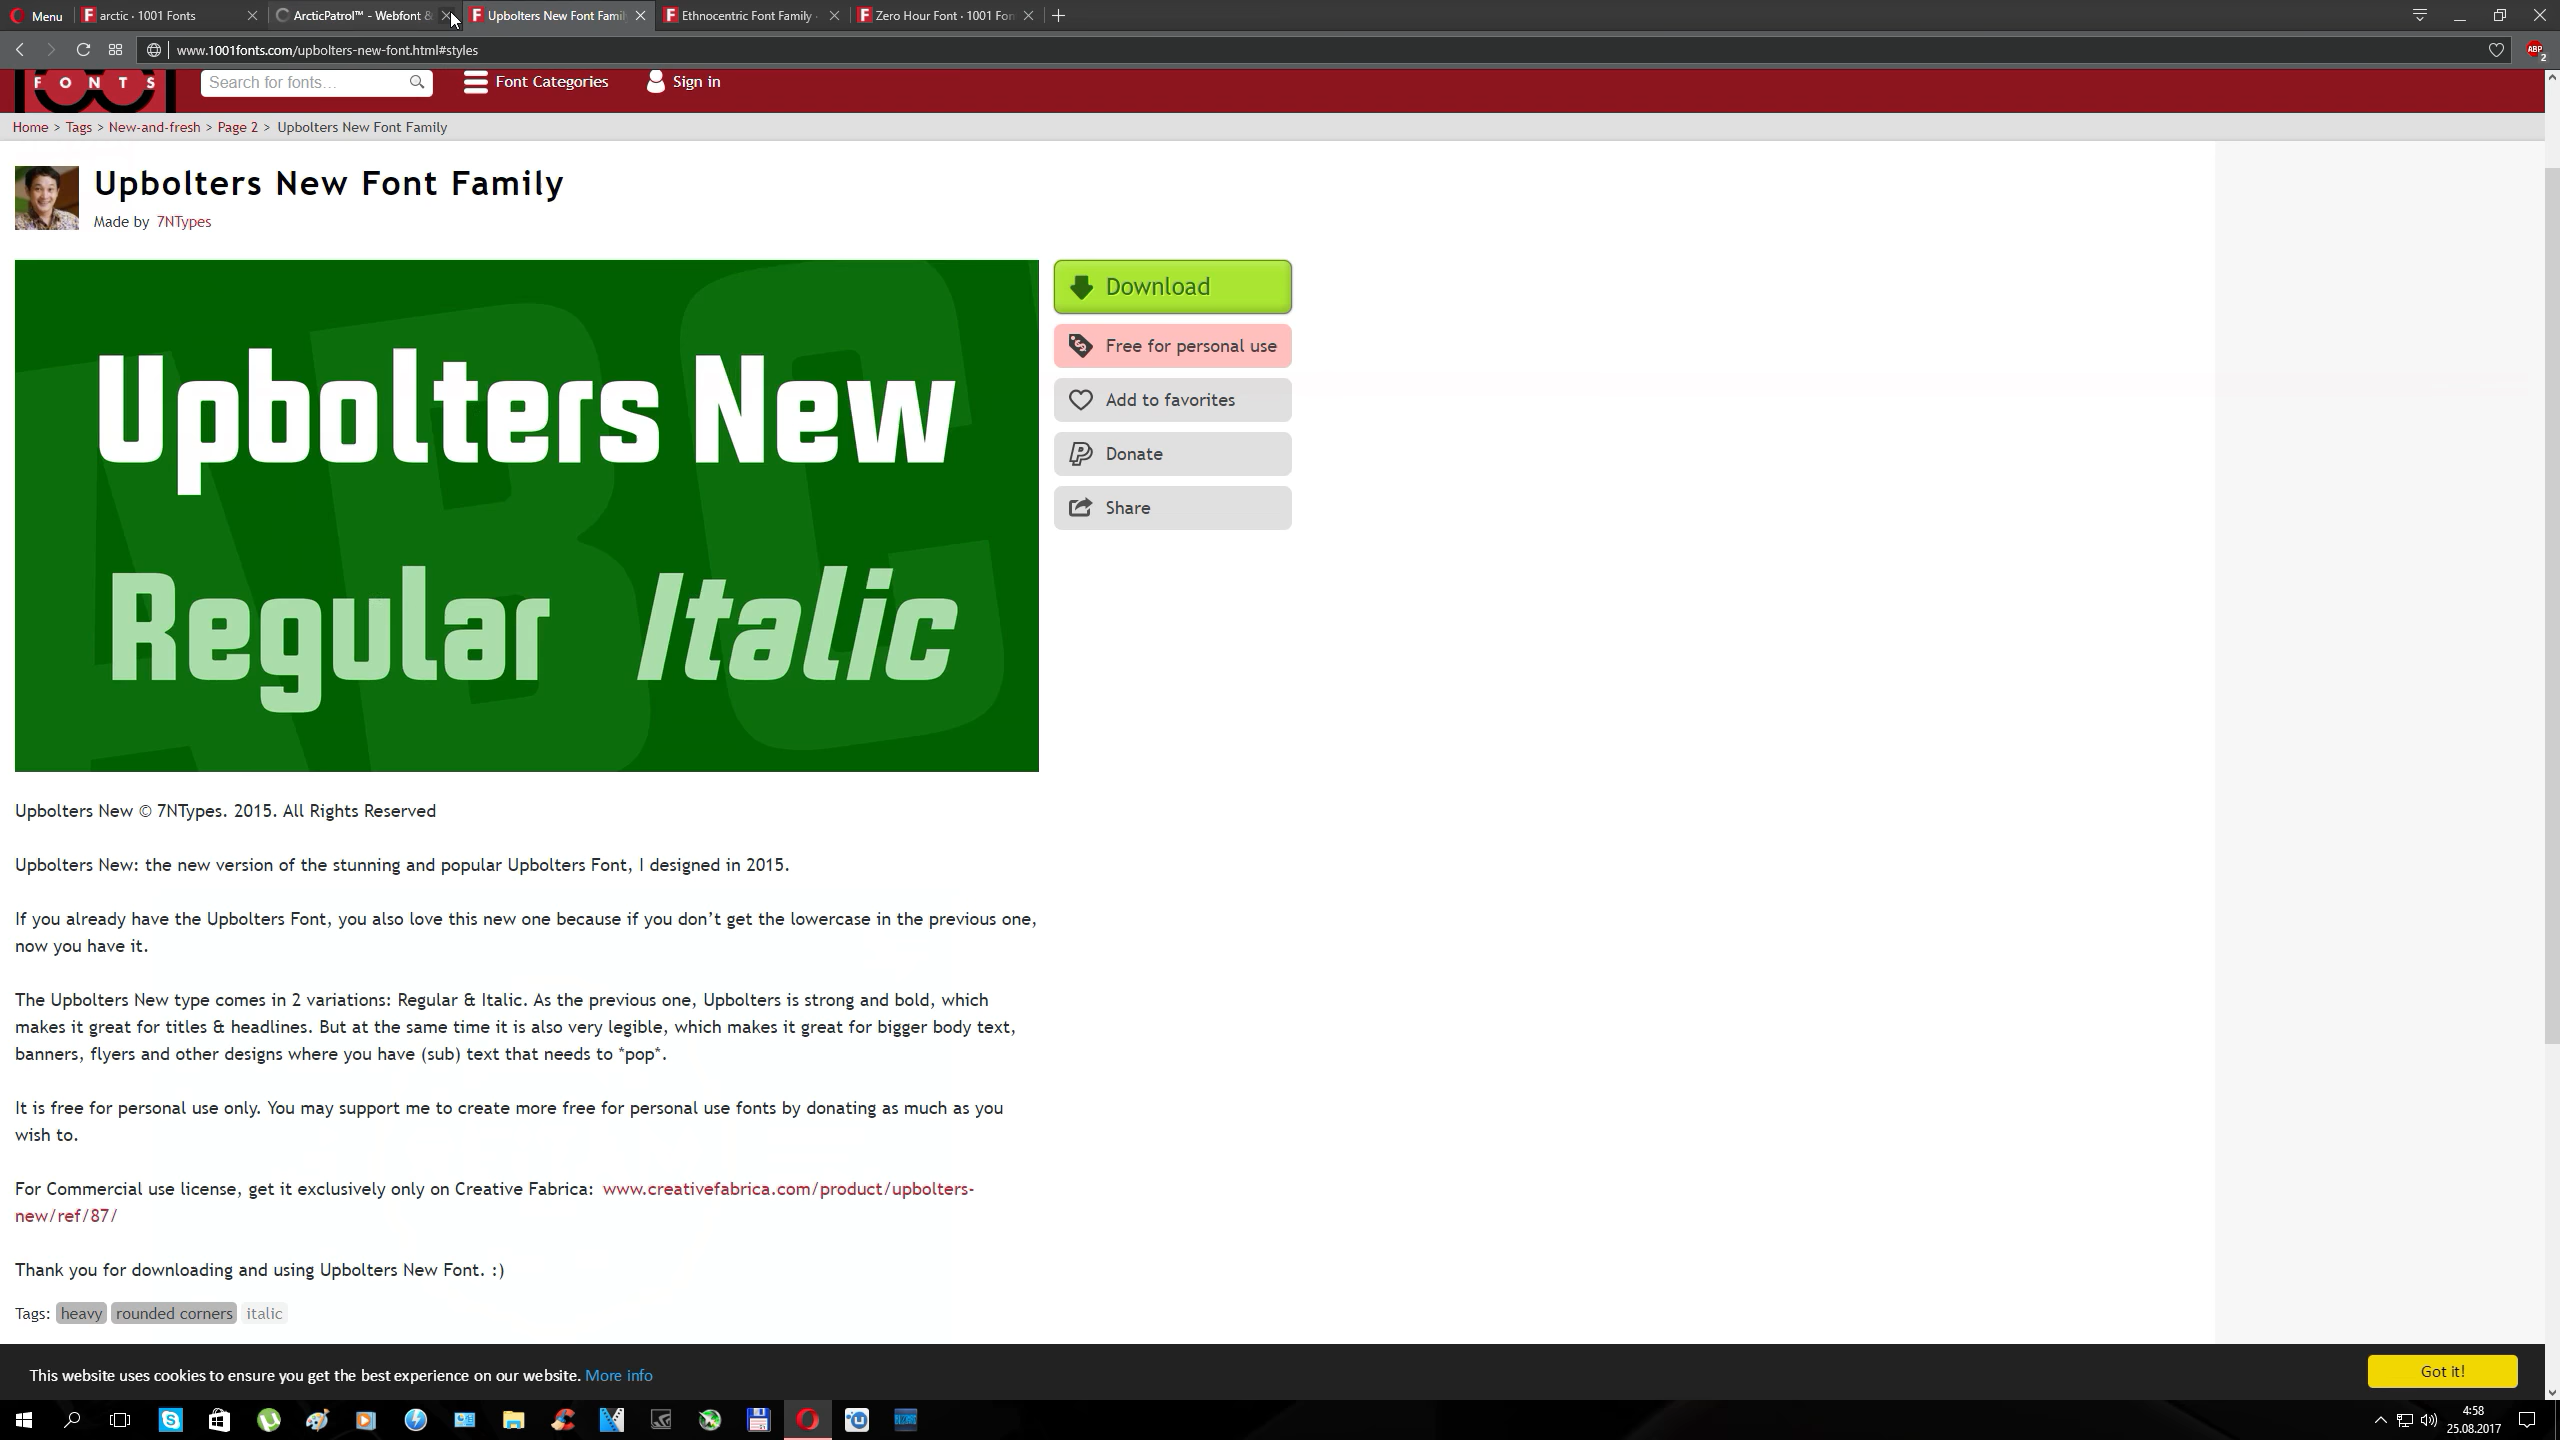 Menu
arctic · 1001 Fonts
ArcticPatrol™ - Webfont &
Upbolters New Font Famil
Ethnocentric Font Family ·
Zero Hour Font · 1001 Fon
www.1001fonts.com/upbolters-new-font.html#styles
ABP
2
FONTS
Search for fonts...
Font Categories
Sign in
Home > Tags > New-and-fresh > Page 2 > Upbolters New Font Family
Upbolters New Font Family
Made by 7NTypes
ABC
Upbolters New
Regular Italic
Download
Free for personal use
Add to favorites
Donate
Share
Upbolters New © 7NTypes. 2015. All Rights Reserved
Upbolters New: the new version of the stunning and popular Upbolters Font, I designed in 2015.
If you already have the Upbolters Font, you also love this new one because if you don’t get the lowercase in the previous one,
now you have it.
The Upbolters New type comes in 2 variations: Regular & Italic. As the previous one, Upbolters is strong and bold, which
makes it great for titles & headlines. But at the same time it is also very legible, which makes it great for bigger body text,
banners, flyers and other designs where you have (sub) text that needs to *pop*.
It is free for personal use only. You may support me to create more free for personal use fonts by donating as much as you
wish to.
For Commercial use license, get it exclusively only on Creative Fabrica: www.creativefabrica.com/product/upbolters-
new/ref/87/
Thank you for downloading and using Upbolters New Font. :)
Tags: heavy rounded corners italic
This website uses cookies to ensure you get the best experience on our website. More info
Got it!
4:58
25.08.2017